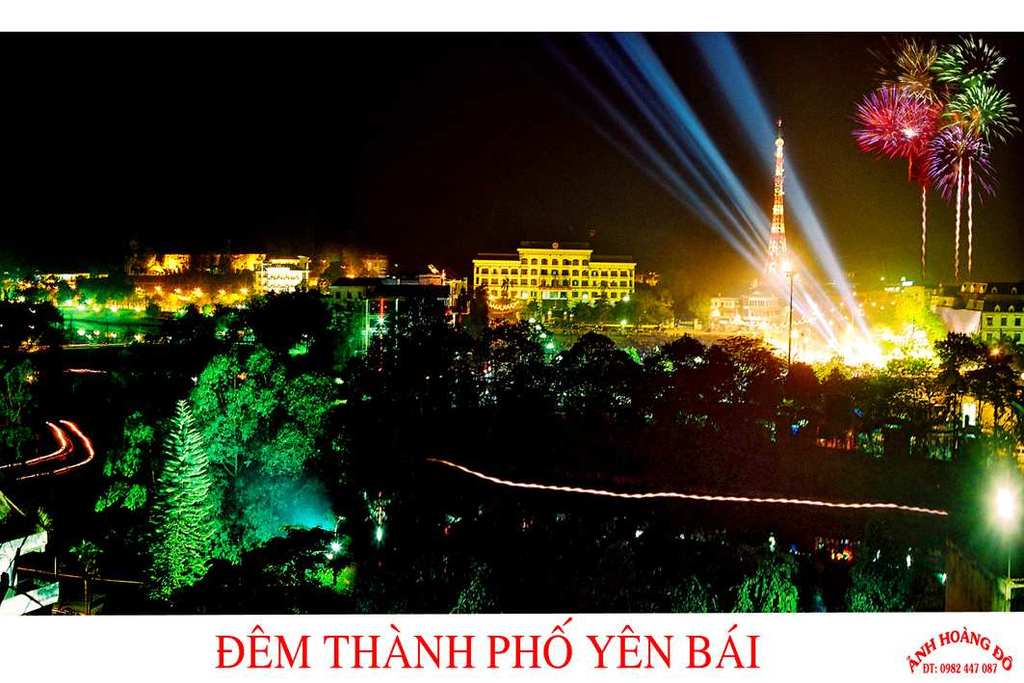 ĐÊM THÀNH PHỐ YÊN BÁI
ẢNH HOÀNG ĐÔ
ĐT: 0982 447 087